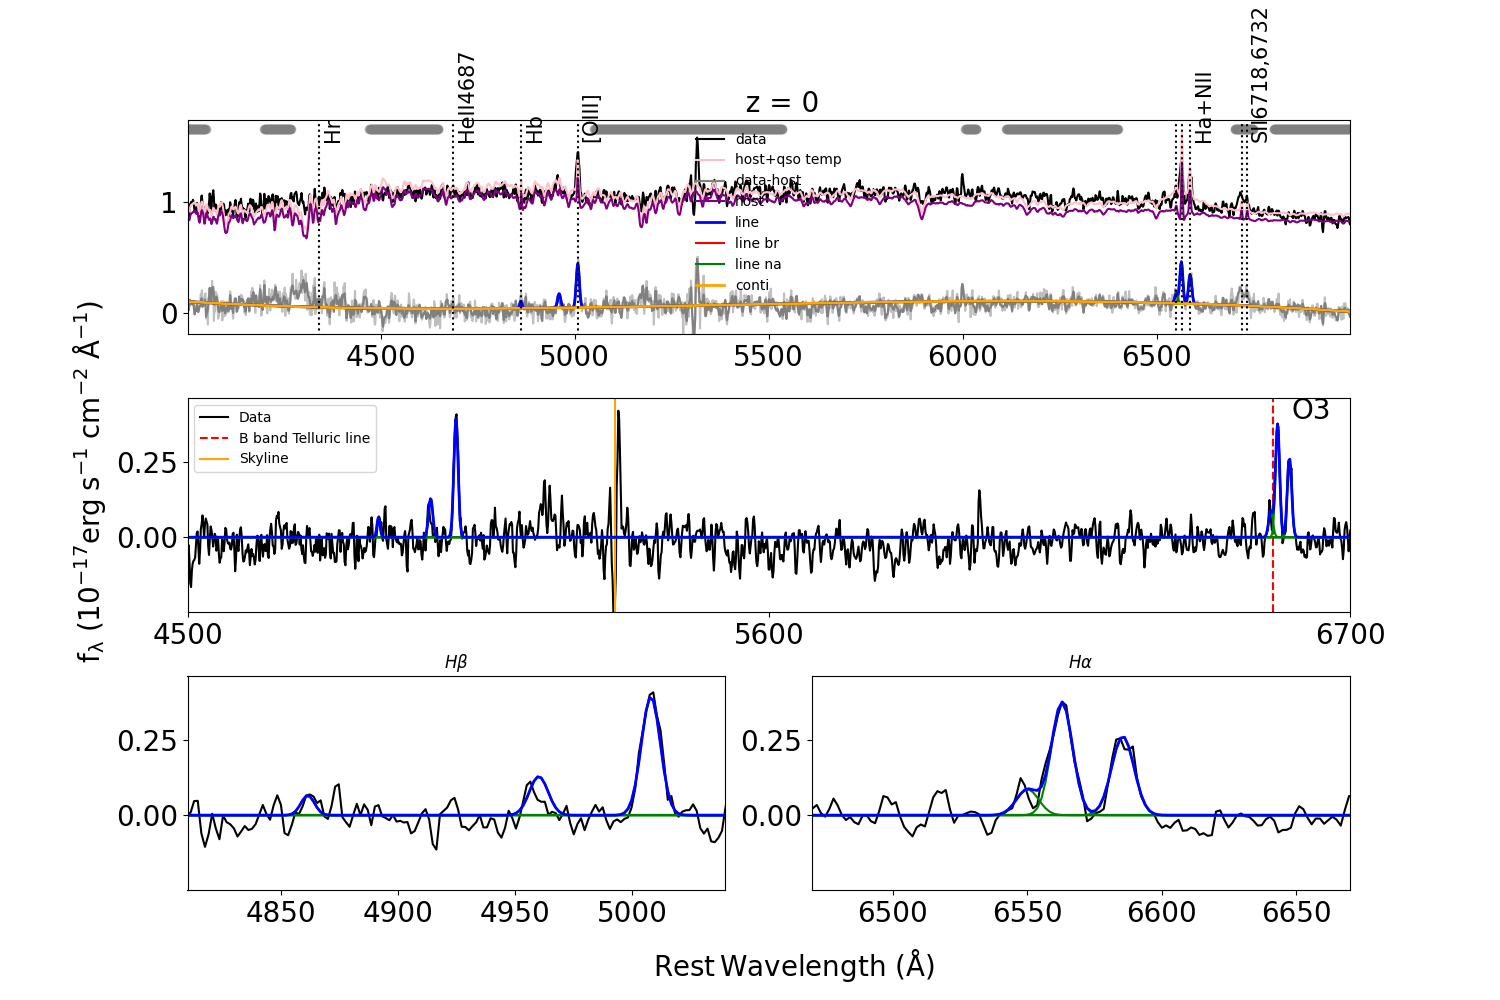 z = 0
Hr
HeII4687
Hb
[OIII]
Ha+NII
SII6718,6732
data
host+qso temp
data-host
host
line
line br
line na
conti
1
0
4500 5000 5500 6000 6500
fλ (10⁻¹⁷erg s⁻¹ cm⁻² Å⁻¹)
Data
B band Telluric line
Skyline
O3
0.25
0.00
4500 5600 6700
Hβ
0.25
0.00
4850 4900 4950 5000
Hα
0.25
0.00
6500 6550 6600 6650
Rest Wavelength (Å)